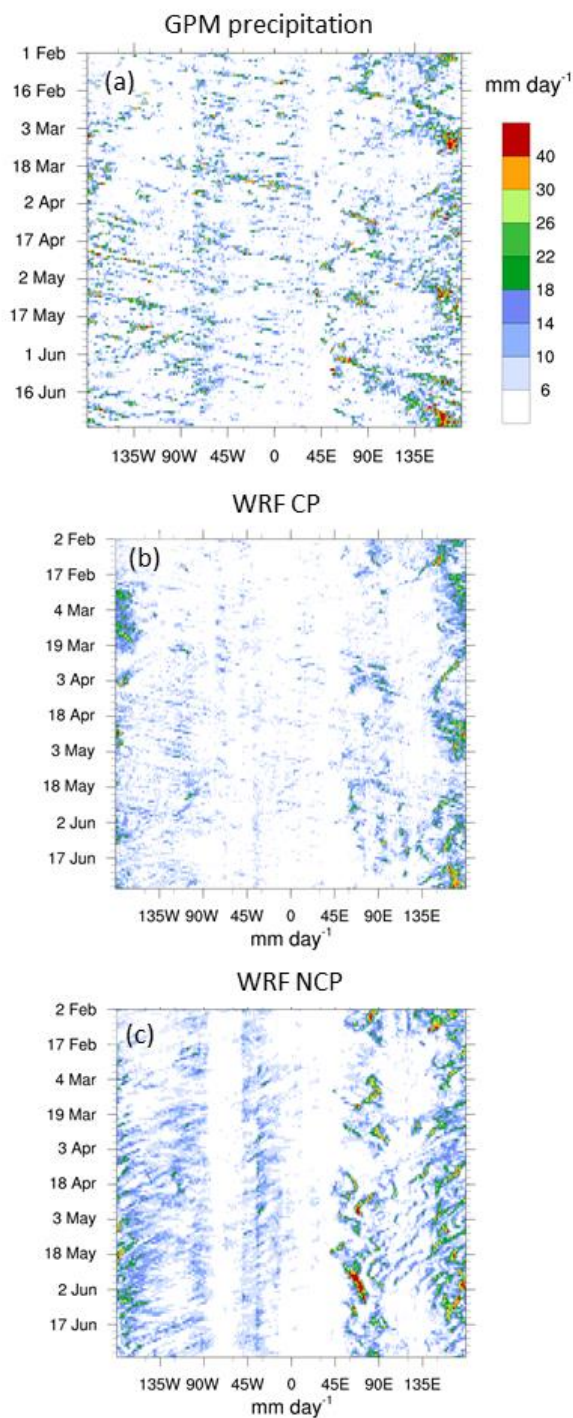 GPM precipitation
(a)
1 Feb
16 Feb
3 Mar
18 Mar
2 Apr
17 Apr
2 May
17 May
1 Jun
16 Jun
135W 90W 45W 0 45E 90E 135E
mm day-1
40
30
26
22
18
14
10
6
WRF CP
(b)
2 Feb
17 Feb
4 Mar
19 Mar
3 Apr
18 Apr
3 May
18 May
2 Jun
17 Jun
135W 90W 45W 0 45E 90E 135E
mm day-1
WRF NCP
(c)
2 Feb
17 Feb
4 Mar
19 Mar
3 Apr
18 Apr
3 May
18 May
2 Jun
17 Jun
135W 90W 45W 0 45E 90E 135E
mm day-1